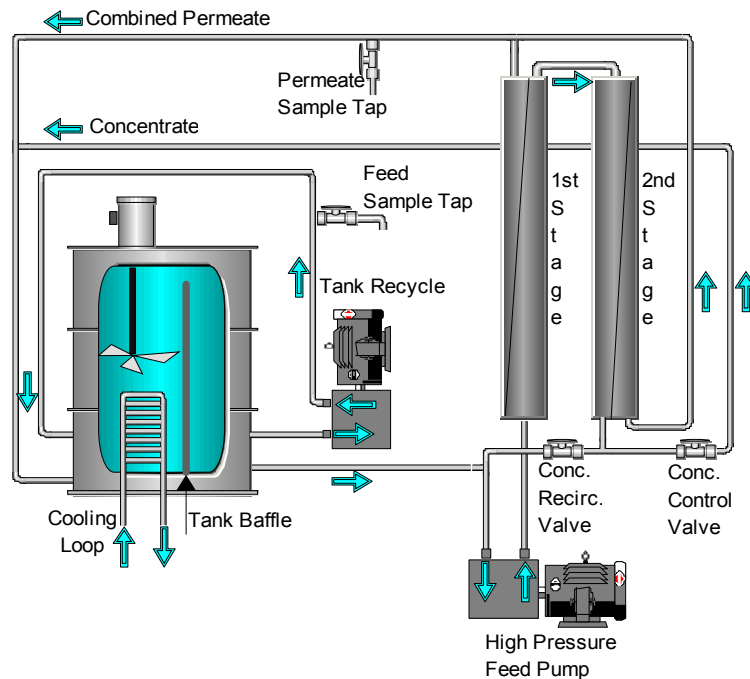 Combined Permeate
Permeate
Sample Tap
Concentrate
Feed
Sample Tap
1st
S
t
a
g
e
2nd
S
t
a
g
e
Tank Recycle
Cooling
Loop
Tank Baffle
Conc.
Recirc.
Valve
Conc.
Control
Valve
High Pressure
Feed Pump